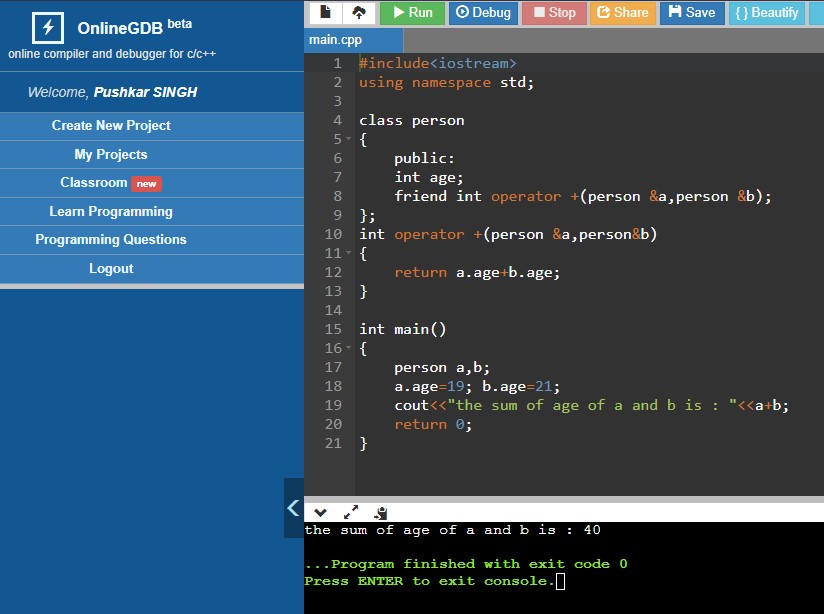 OnlineGDB beta
online compiler and debugger for c/c++
Welcome, Pushkar SINGH
Create New Project
My Projects
Classroom new
Learn Programming
Programming Questions
Logout
Run Debug Stop Share Save { } Beautify
main.cpp
1 #include<iostream>
2 using namespace std;
3
4 class person
5 {
6     public:
7     int age;
8     friend int operator +(person &a,person &b);
9 };
10 int operator +(person &a,person&b)
11 {
12     return a.age+b.age;
13 }
14
15 int main()
16 {
17     person a,b;
18     a.age=19; b.age=21;
19     cout<<"the sum of age of a and b is : "<<a+b;
20     return 0;
21 }
the sum of age of a and b is : 40
...Program finished with exit code 0
Press ENTER to exit console.